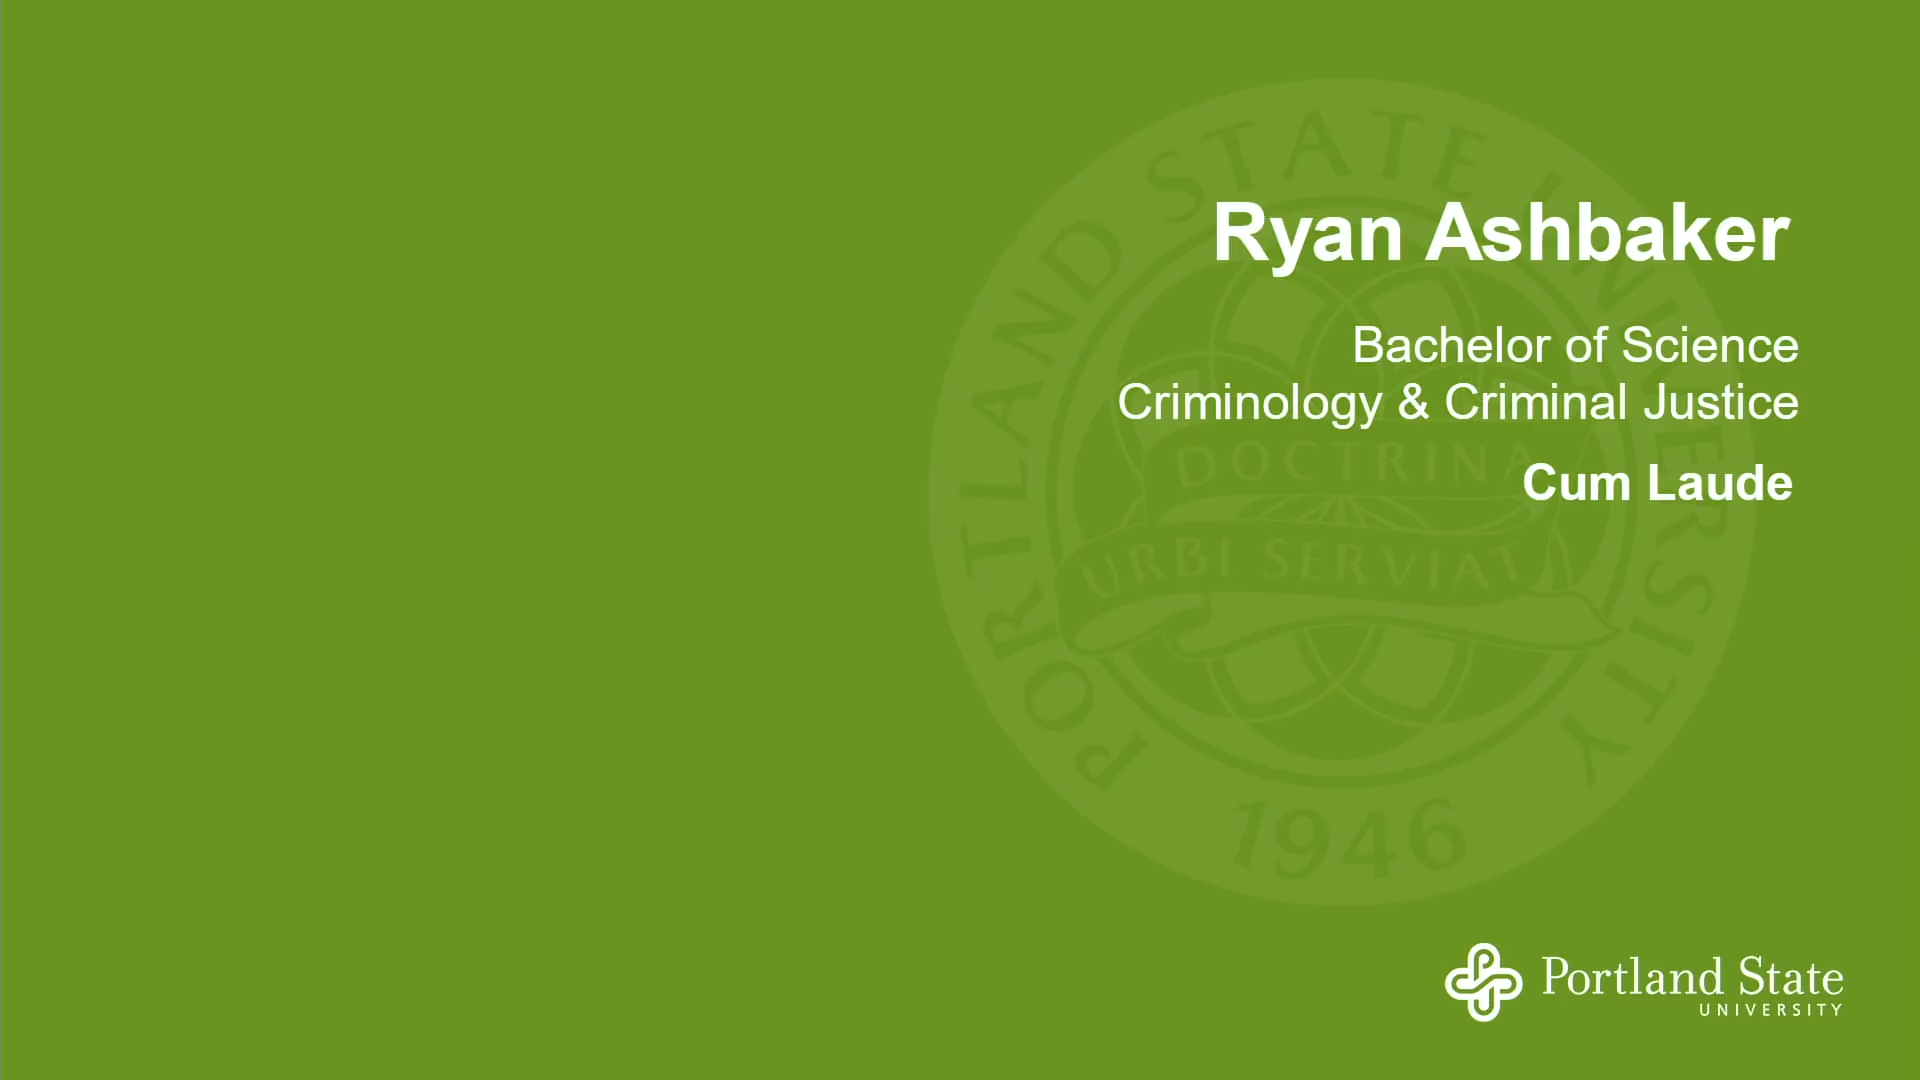 Ryan Ashbaker
Bachelor of Science
Criminology & Criminal Justice
Cum Laude
PORTLAND STATE UNIVERSITY
DOCTRINA
URBI SERVIAT
1946
Portland State
UNIVERSITY